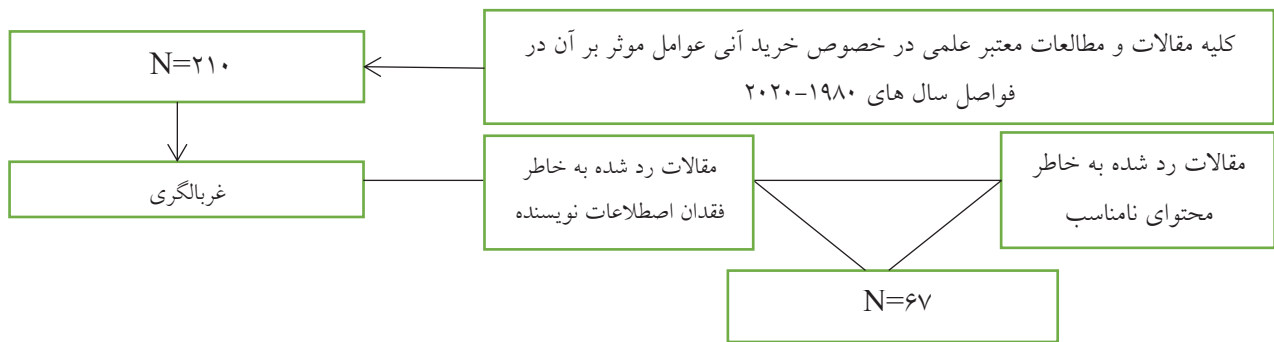 کلیه مقالات و مطالعات معتبر علمی در خصوص خرید آنی عوامل موثر بر آن در
فواصل سال های ۱۹۸۰-۲۰۲۰
N=۲۱۰
غربالگری
مقالات رد شده به خاطر
فقدان اصطلاعات نویسنده
مقالات رد شده به خاطر
محتوای نامناسب
N=۶۷